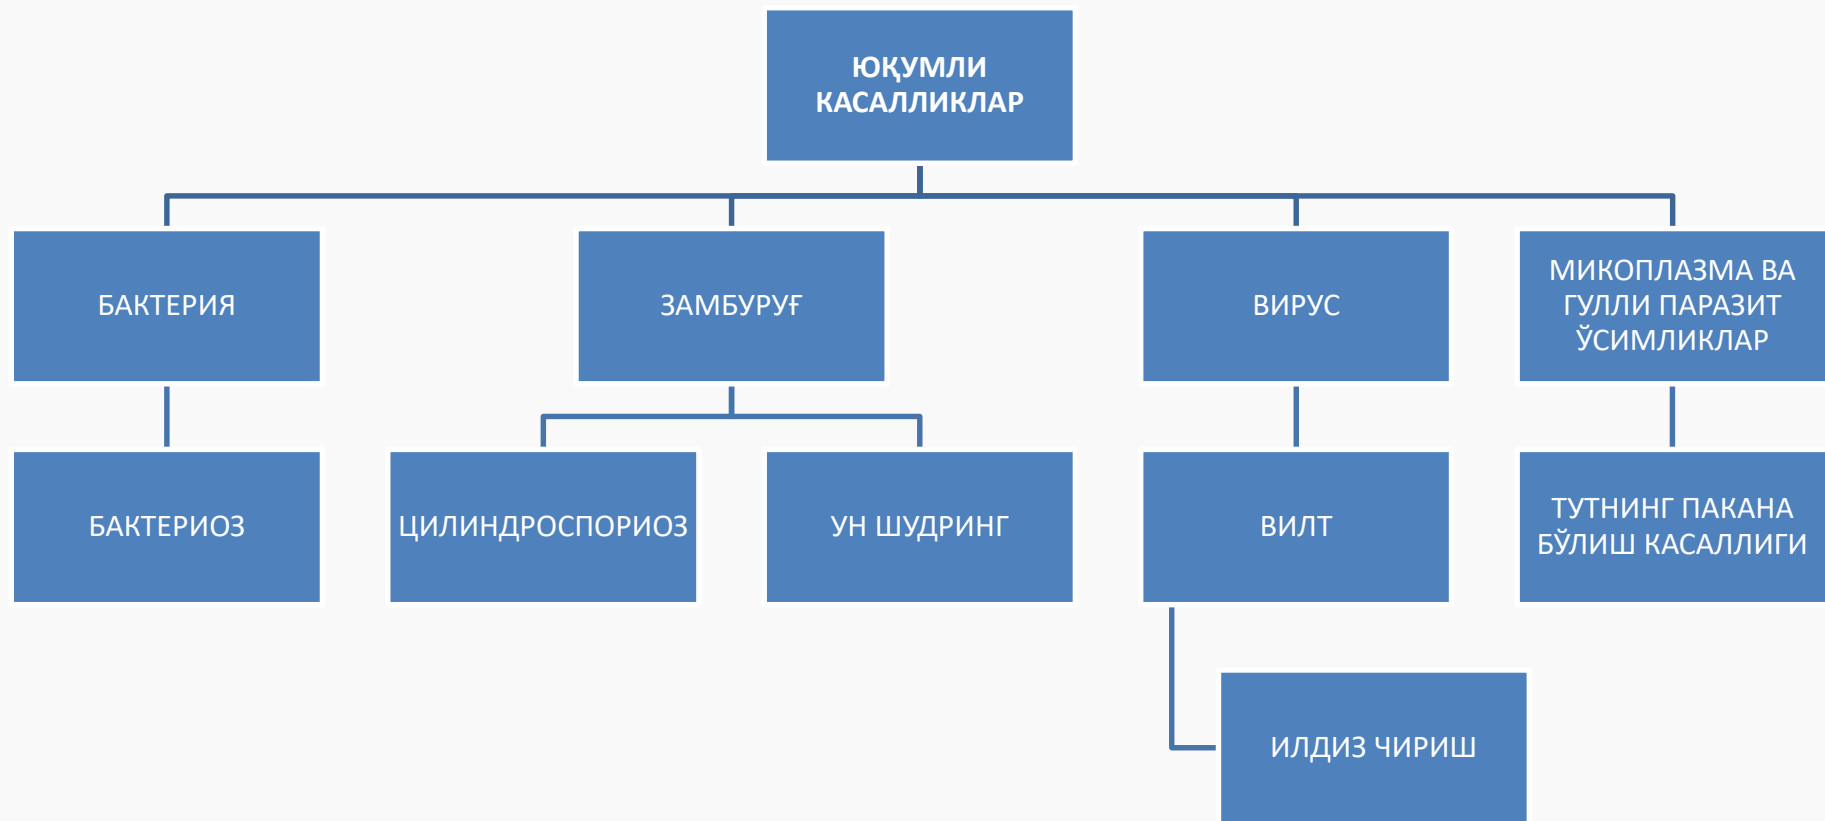 ЮҚУМЛИ
КАСАЛЛИКЛАР
БАКТЕРИЯ
ЗАМБУРУҒ
ВИРУС
МИКОПЛАЗМА ВА
ГУЛЛИ ПАРАЗИТ
ЎСИМЛИКЛАР
БАКТЕРИОЗ
ЦИЛИНДРОСПОРИОЗ
УН ШУДРИНГ
ВИЛТ
ТУТНИНГ ПАКАНА
БЎЛИШ КАСАЛЛИГИ
ИЛДИЗ ЧИРИШ